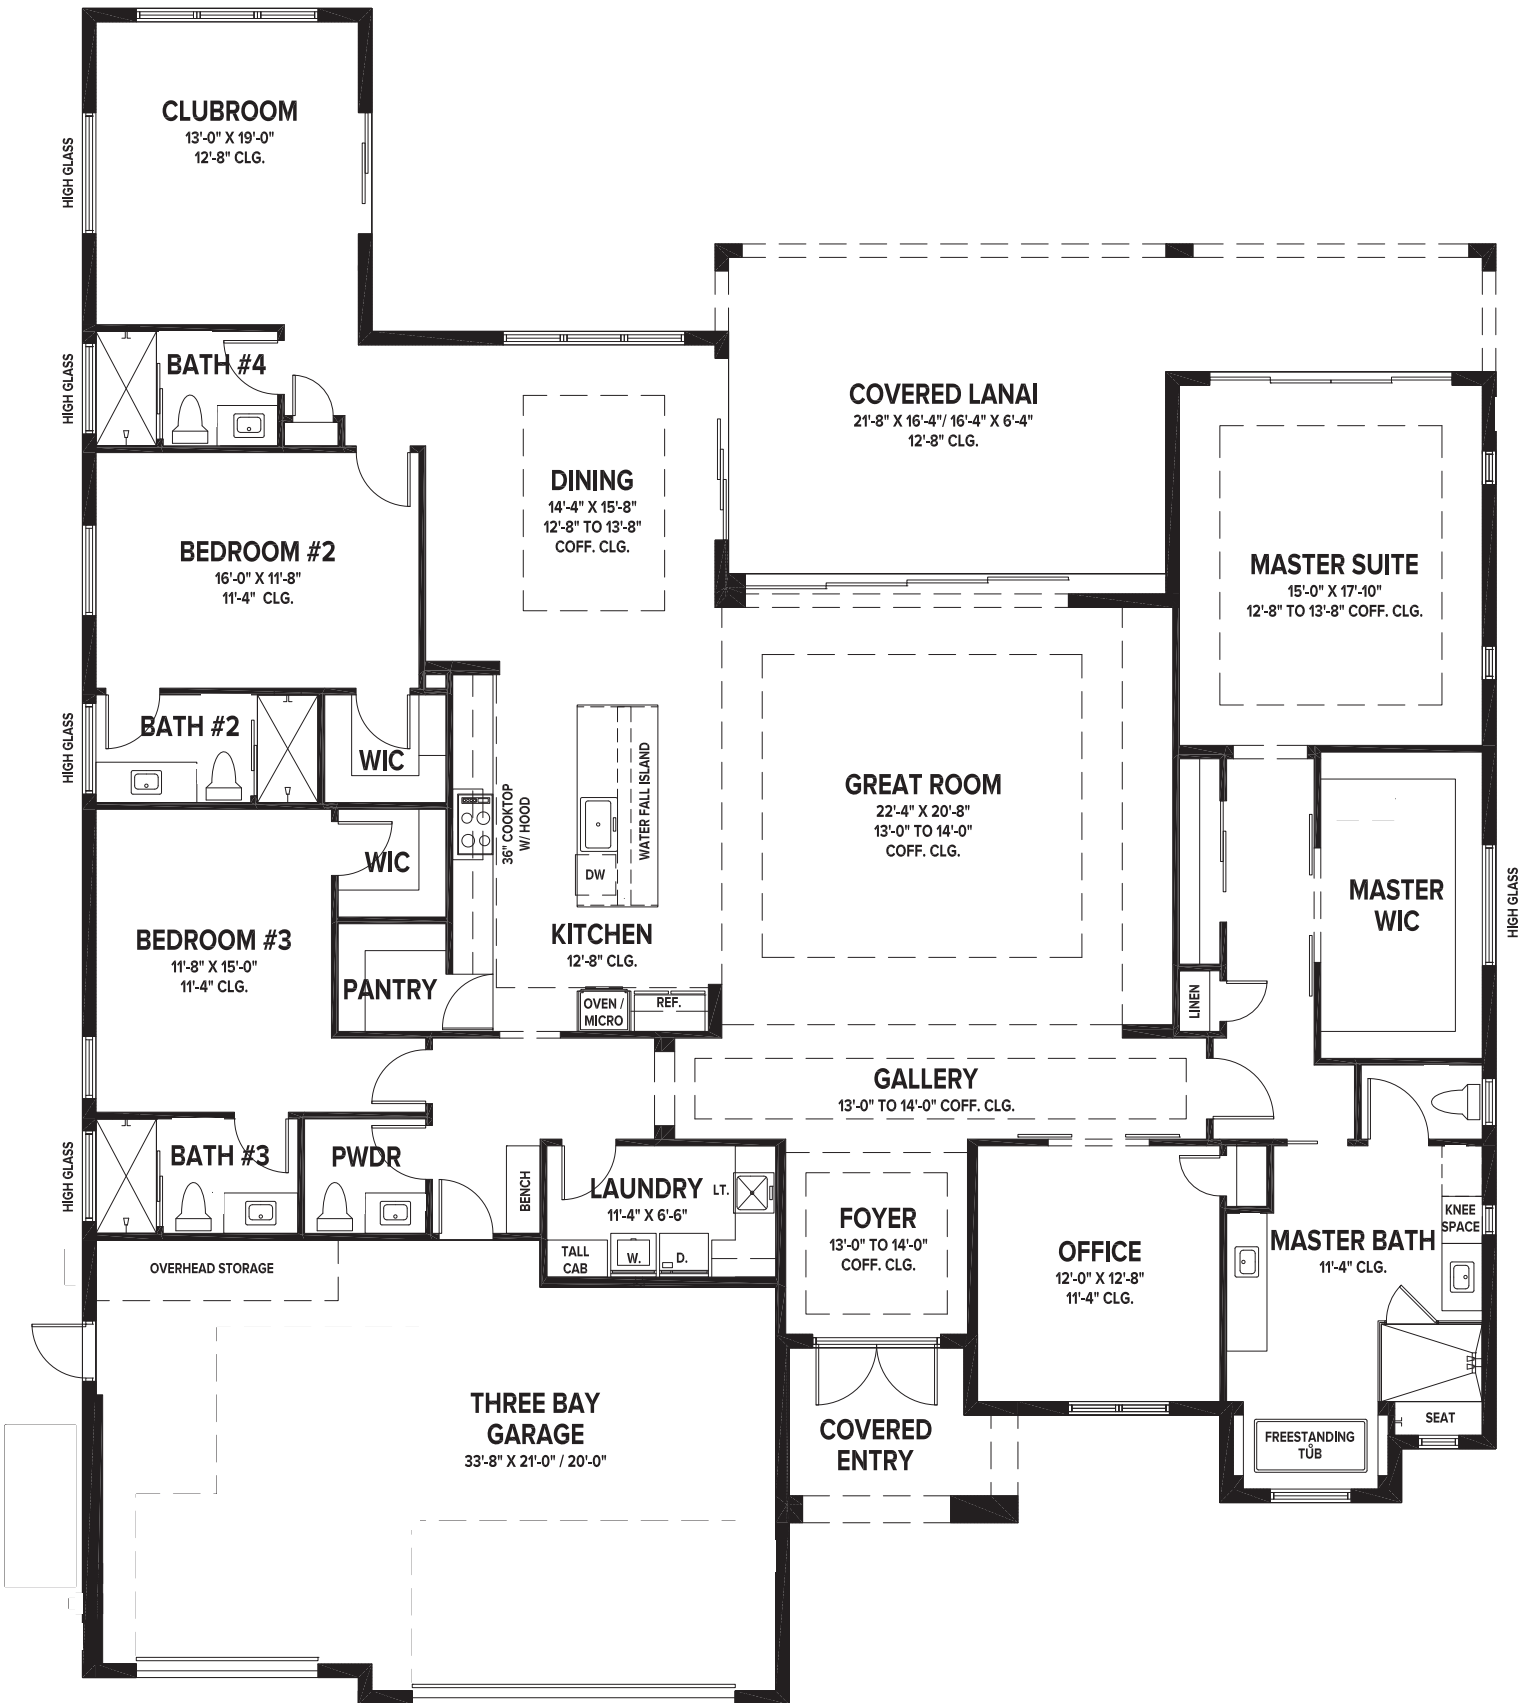 CLUBROOM
13'-0" X 19'-0"
12'-8" CLG.
HIGH GLASS
HIGH GLASS
BATH #4
COVERED LANAI
21'-8" X 16'-4"/ 16'-4" X 6'-4"
12'-8" CLG.
DINING
14'-4" X 15'-8"
12'-8" TO 13'-8"
COFF. CLG.
BEDROOM #2
16'-0" X 11'-8"
11'-4" CLG.
MASTER SUITE
15'-0" X 17'-10"
12'-8" TO 13'-8" COFF. CLG.
HIGH GLASS
BATH #2
WIC
36" COOKTOP
W/ HOOD
WATER FALL ISLAND
DW
GREAT ROOM
22'-4" X 20'-8"
13'-0" TO 14'-0"
COFF. CLG.
WIC
MASTER
WIC
HIGH GLASS
BEDROOM #3
11'-8" X 15'-0"
11'-4" CLG.
KITCHEN
12'-8" CLG.
PANTRY
OVEN /
MICRO
REF.
LINEN
GALLERY
13'-0" TO 14'-0" COFF. CLG.
HIGH GLASS
BATH #3
PWDR
BENCH
LAUNDRY
11'-4" X 6'-6"
LT.
TALL
CAB
W.
D.
FOYER
13'-0" TO 14'-0"
COFF. CLG.
OFFICE
12'-0" X 12'-8"
11'-4" CLG.
KNEE
SPACE
MASTER BATH
11'-4" CLG.
OVERHEAD STORAGE
THREE BAY
GARAGE
33'-8" X 21'-0" / 20'-0"
COVERED
ENTRY
FREESTANDING
TUB
SEAT